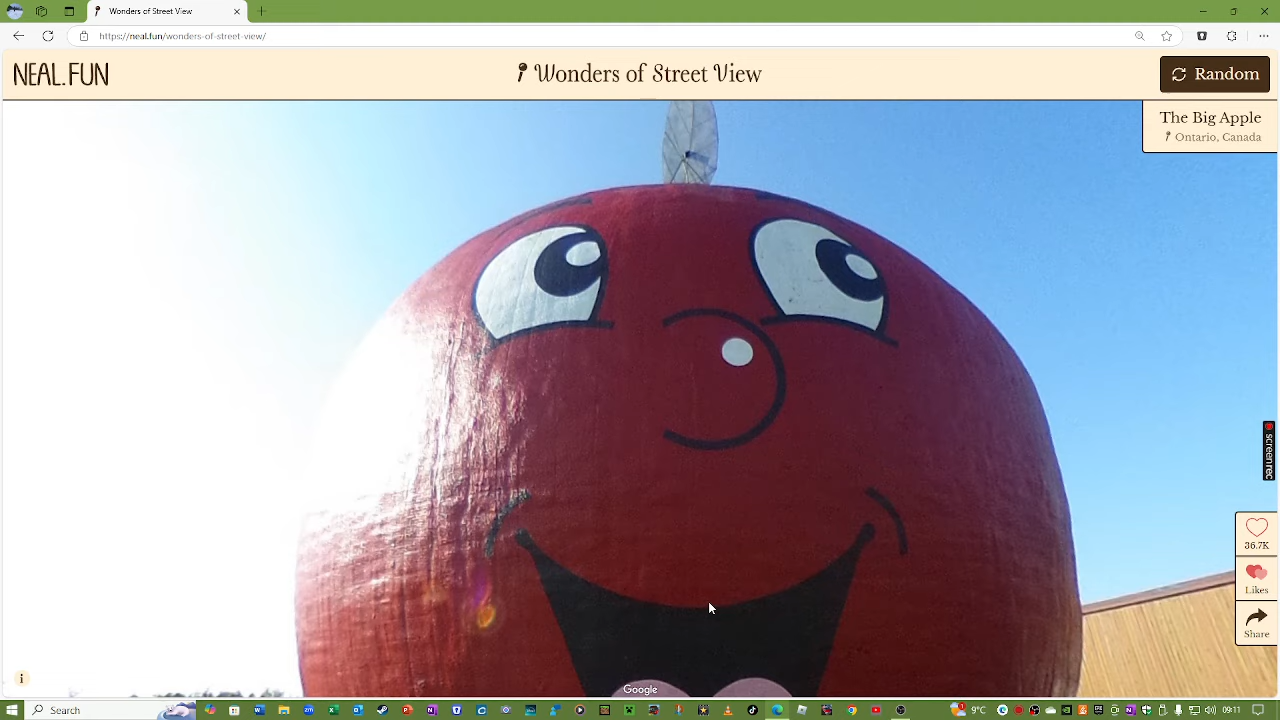 Wonders of Street View
https://neal.fun/wonders-of-street-view/
NEAL.FUN
Wonders of Street View
Random
The Big Apple
Ontario, Canada
screenrec
36.7K
Likes
Share
i
Google
Search
9°C
09:11